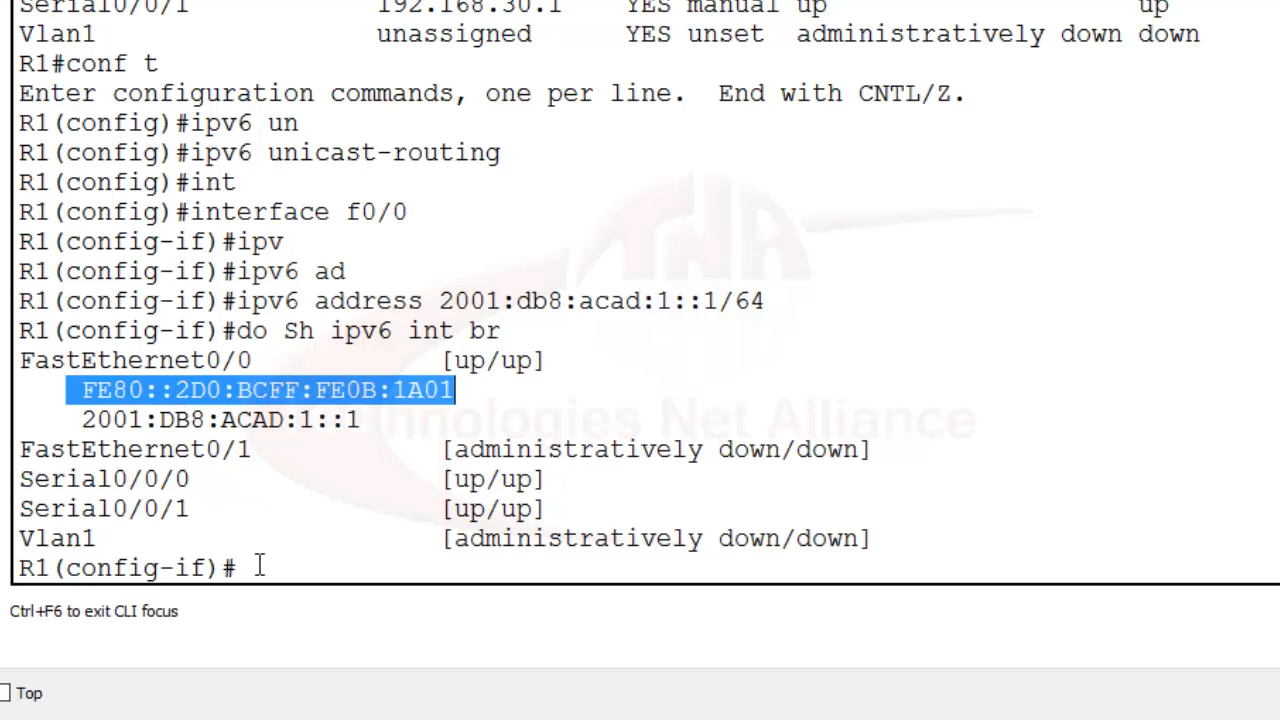 Serial0/0/1 192.168.30.1 YES manual up up
Vlan1 unassigned YES unset administratively down down
R1#conf t
Enter configuration commands, one per line. End with CNTL/Z.
R1(config)#ipv6 un
R1(config)#ipv6 unicast-routing
R1(config)#int
R1(config)#interface f0/0
R1(config-if)#ipv
R1(config-if)#ipv6 ad
R1(config-if)#ipv6 address 2001:db8:acad:1::1/64
R1(config-if)#do Sh ipv6 int br
FastEthernet0/0 [up/up]
FE80::2D0:BCFF:FE0B:1A01
2001:DB8:ACAD:1::1
FastEthernet0/1 [administratively down/down]
Serial0/0/0 [up/up]
Serial0/0/1 [up/up]
Vlan1 [administratively down/down]
R1(config-if)#
Ctrl+F6 to exit CLI focus
Top
TNA
Technologies Net Alliance